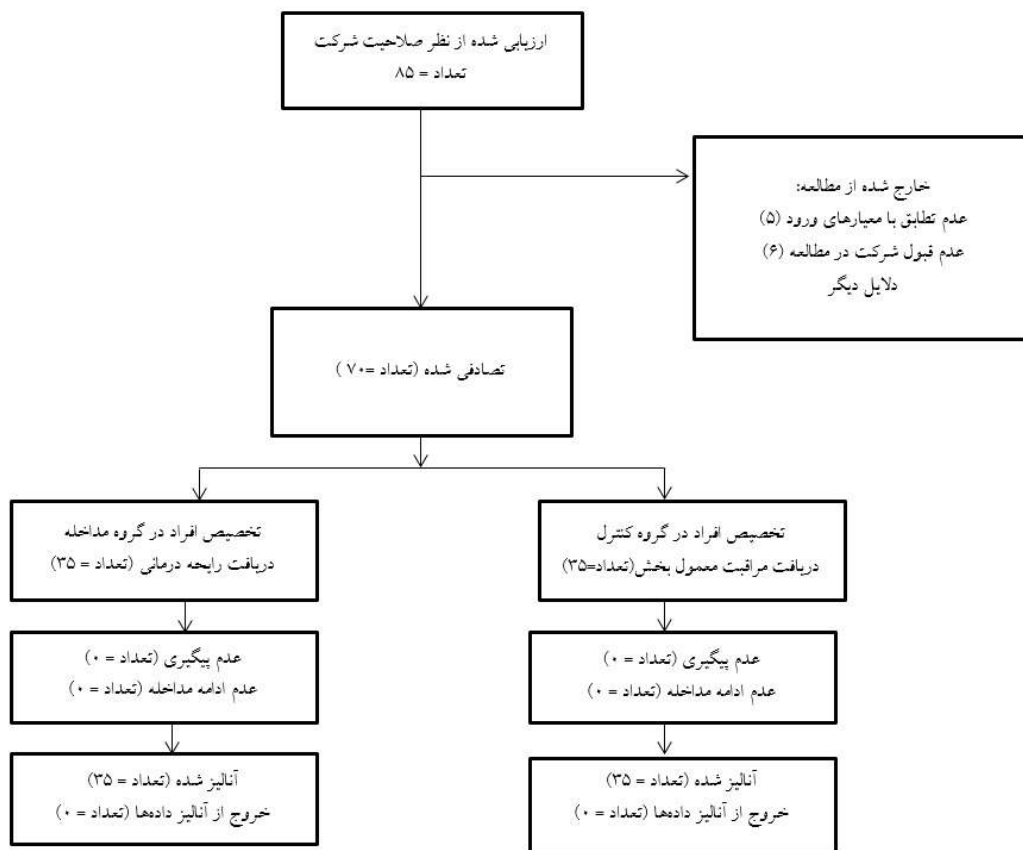 ارزیابی شده از نظر صلاحیت شرکت
تعداد = ۸۵
خارج شده از مطالعه:
عدم تطابق با معیارهای ورود (۵)
عدم قبول شرکت در مطالعه (۶)
دلایل دیگر
تصادفی شده (تعداد =۷۰ )
تخصیص افراد در گروه کنترل
دریافت مراقبت معمول بخش(تعداد=۳۵)
تخصیص افراد در گروه مداخله
دریافت رایحه درمانی (تعداد = ۳۵)
عدم پیگیری (تعداد = ۰)
عدم ادامه مداخله (تعداد = ۰)
عدم پیگیری (تعداد = ۰)
عدم ادامه مداخله (تعداد = ۰)
آنالیز شده (تعداد = ۳۵)
خروج از آنالیز داده‌ها (تعداد = ۰)
آنالیز شده (تعداد = ۳۵)
خروج از آنالیز داده‌ها (تعداد = ۰)